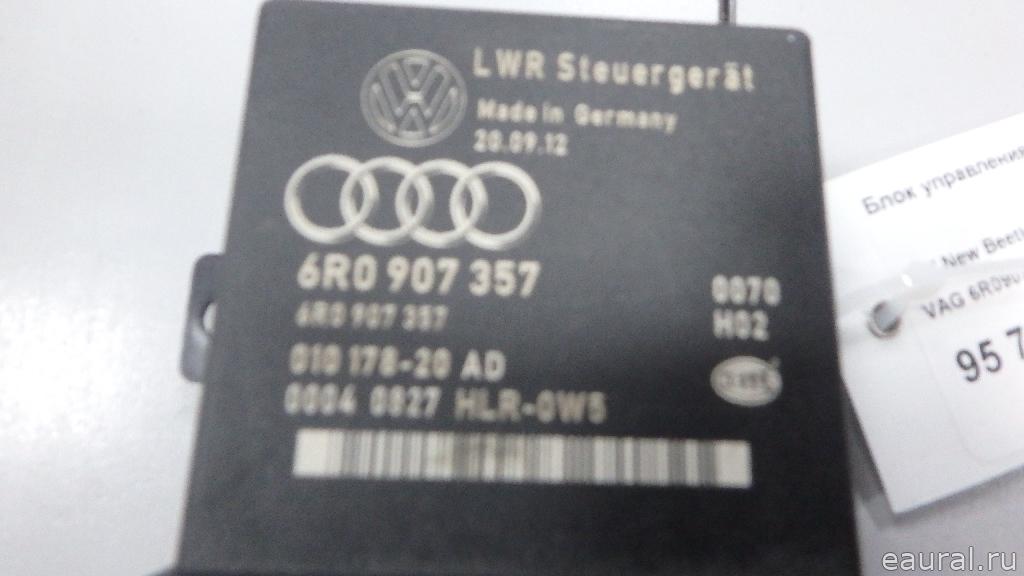 LWR Steuergerät
Made in Germany
20.09.12
6R0 907 357
6R0 907 357
0070
H02
010 178-20 AD
0004 0827 HLR-0W5
Блок управления
New Beetl
VAG 6R090
95 7
eaural.ru